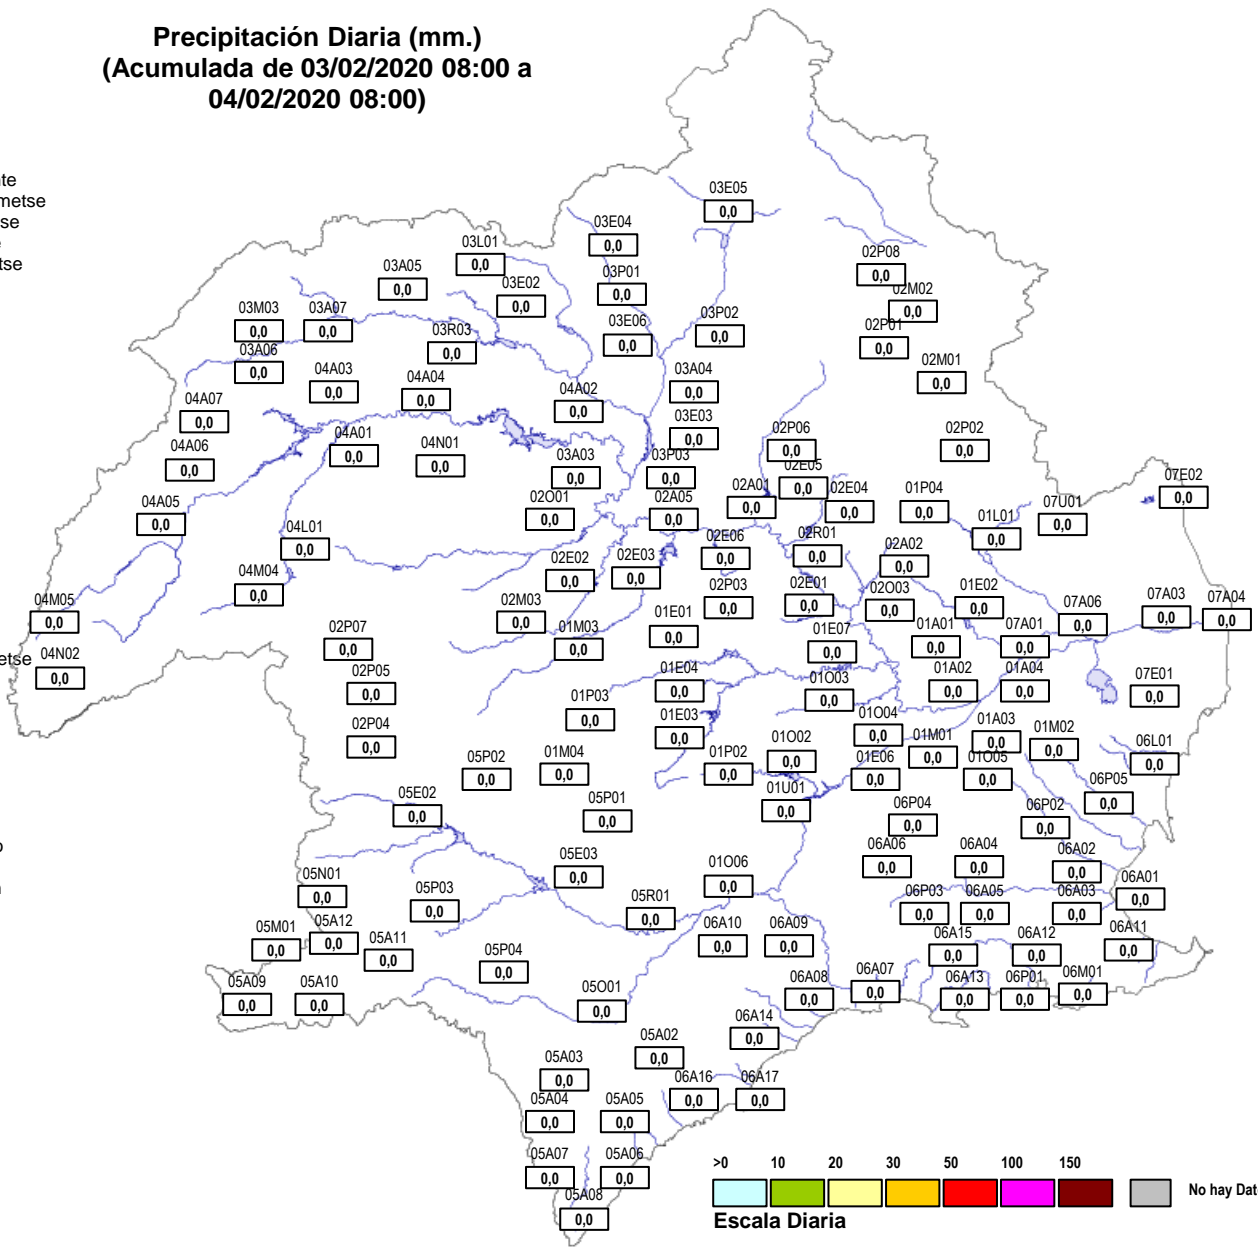 Precipitación Diaria (mm.)
(Acumulada de 03/02/2020 08:00 a
04/02/2020 08:00)
te
metse
se
tse
03E05
0,0
03E04
0,0
03L01
0,0
02P08
0,0
03A05
0,0
03P01
0,0
03E02
0,0
02M02
0,0
03M03
0,0
03A07
0,0
03P02
0,0
03E06
0,0
03R03
0,0
02P01
0,0
03A06
0,0
02M01
0,0
04A03
0,0
04A04
0,0
03A04
0,0
04A02
0,0
04A07
0,0
03E03
0,0
04A01
0,0
02P06
0,0
02P02
0,0
04A06
0,0
04N01
0,0
03A03
0,0
03P03
0,0
02E05
0,0
07E02
0,0
02A01
0,0
02E04
0,0
01P04
0,0
04A05
0,0
02O01
0,0
02A05
0,0
07U01
0,0
01L01
0,0
04L01
0,0
02E06
0,0
02R01
0,0
02A02
0,0
02E02
0,0
02E03
0,0
04M04
0,0
02P03
0,0
02E01
0,0
02O03
0,0
01E02
0,0
07A03
0,0
07A04
0,0
04M05
0,0
02M03
0,0
01E01
0,0
07A06
0,0
02P07
0,0
01M03
0,0
01E07
0,0
01A01
0,0
07A01
0,0
etse
04N02
0,0
02P05
0,0
01E04
0,0
01O03
0,0
01A02
0,0
01A04
0,0
07E01
0,0
01P03
0,0
01E03
0,0
01O04
0,0
01A03
0,0
02P04
0,0
01M01
0,0
01M02
0,0
05P02
0,0
01M04
0,0
01P02
0,0
01O02
0,0
01E06
0,0
01O05
0,0
06L01
0,0
05E02
0,0
05P01
0,0
01U01
0,0
06P04
0,0
06P02
0,0
06P05
0,0
o
05E03
0,0
01O06
0,0
06A06
0,0
06A04
0,0
06A02
0,0
05N01
0,0
05P03
0,0
05R01
0,0
06P03
0,0
06A05
0,0
06A03
0,0
06A01
0,0
05M01
0,0
05A12
0,0
05A11
0,0
05P04
0,0
06A10
0,0
06A09
0,0
06A15
0,0
06A12
0,0
06A11
0,0
05A09
0,0
05A10
0,0
05O01
0,0
06A08
0,0
06A07
0,0
06A13
0,0
06P01
0,0
06M01
0,0
05A02
0,0
06A14
0,0
05A03
0,0
06A16
0,0
06A17
0,0
05A04
0,0
05A05
0,0
05A07
0,0
05A06
0,0
05A08
0,0
>0 10 20 30 50 100 150
No hay Dat
Escala Diaria